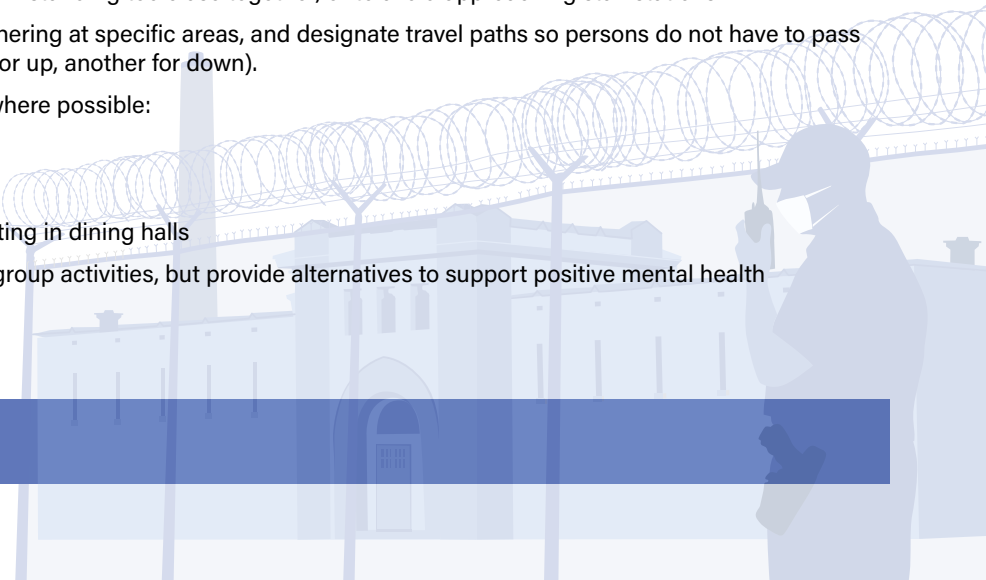 nering at specific areas, and designate travel paths so persons do not have to pass
or up, another for down).
where possible:
ting in dining halls
group activities, but provide alternatives to support positive mental health